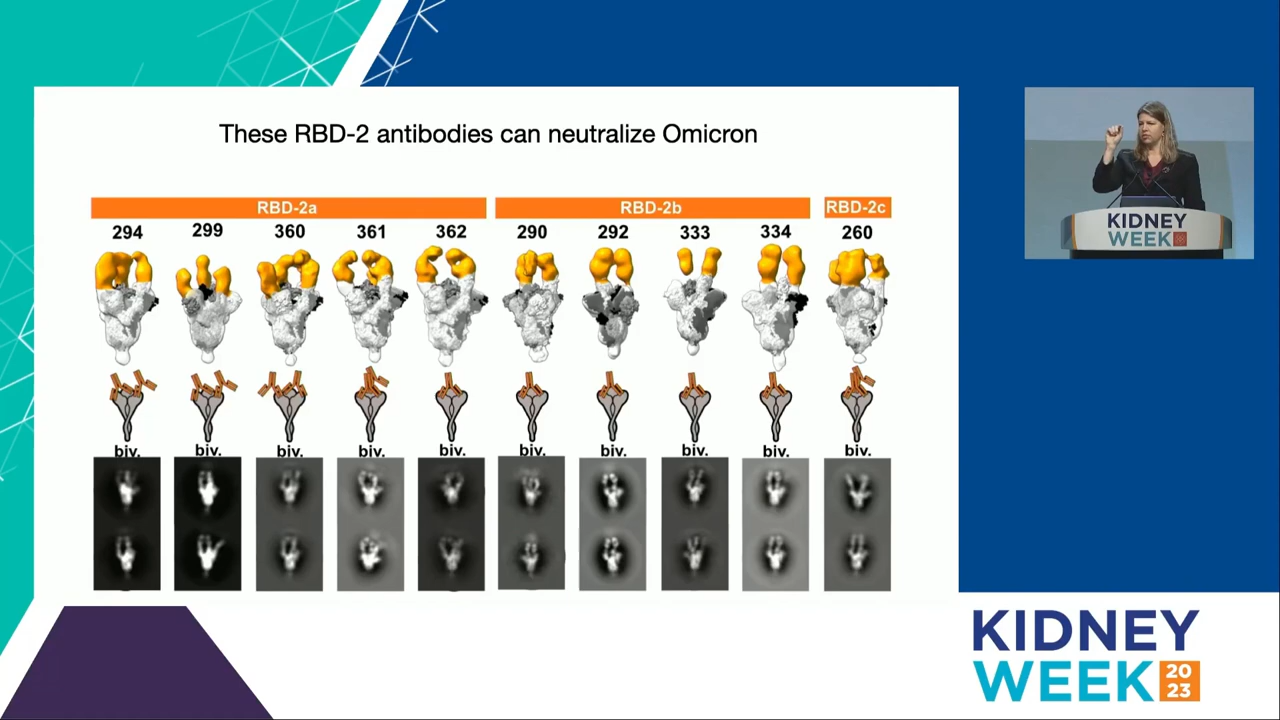 These RBD-2 antibodies can neutralize Omicron
RBD-2a RBD-2b RBD-2c
294 299 360 361 362 290 292 333 334 260
biv. biv. biv. biv. biv. biv. biv. biv. biv. biv.
KIDNEY
WEEK
KIDNEY
WEEK 20
23